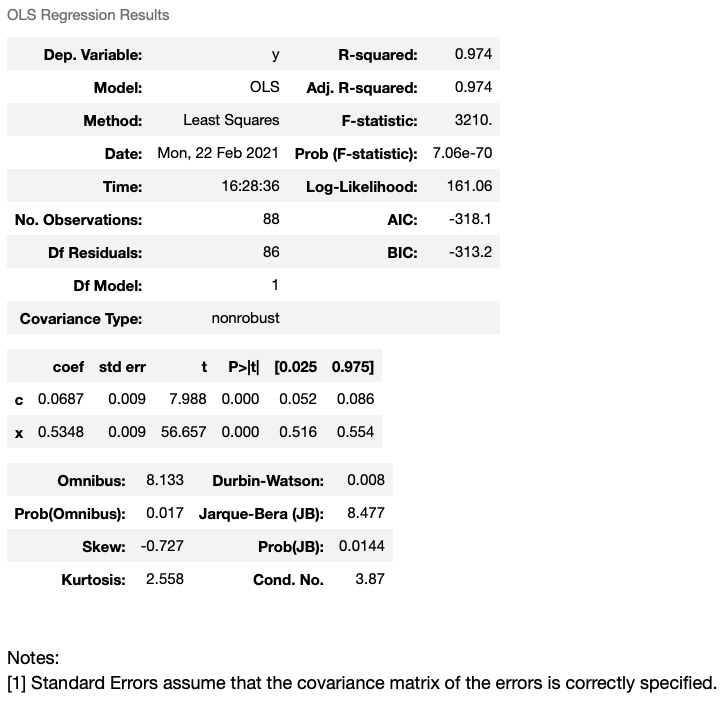 OLS Regression Results
Dep. Variable: y R-squared: 0.974
Model: OLS Adj. R-squared: 0.974
Method: Least Squares F-statistic: 3210.
Date: Mon, 22 Feb 2021 Prob (F-statistic): 7.06e-70
Time: 16:28:36 Log-Likelihood: 161.06
No. Observations: 88 AIC: -318.1
Df Residuals: 86 BIC: -313.2
Df Model: 1
Covariance Type: nonrobust
coef std err t P>|t| [0.025 0.975]
c 0.0687 0.009 7.988 0.000 0.052 0.086
x 0.5348 0.009 56.657 0.000 0.516 0.554
Omnibus: 8.133 Durbin-Watson: 0.008
Prob(Omnibus): 0.017 Jarque-Bera (JB): 8.477
Skew: -0.727 Prob(JB): 0.0144
Kurtosis: 2.558 Cond. No. 3.87
Notes:
[1] Standard Errors assume that the covariance matrix of the errors is correctly specified.